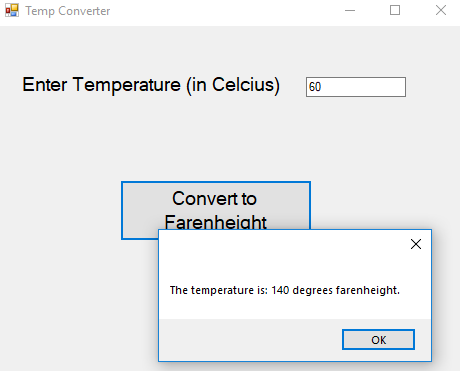 Temp Converter
Enter Temperature (in Celcius)
60
Convert to
Farenheight
The temperature is: 140 degrees farenheight.
OK